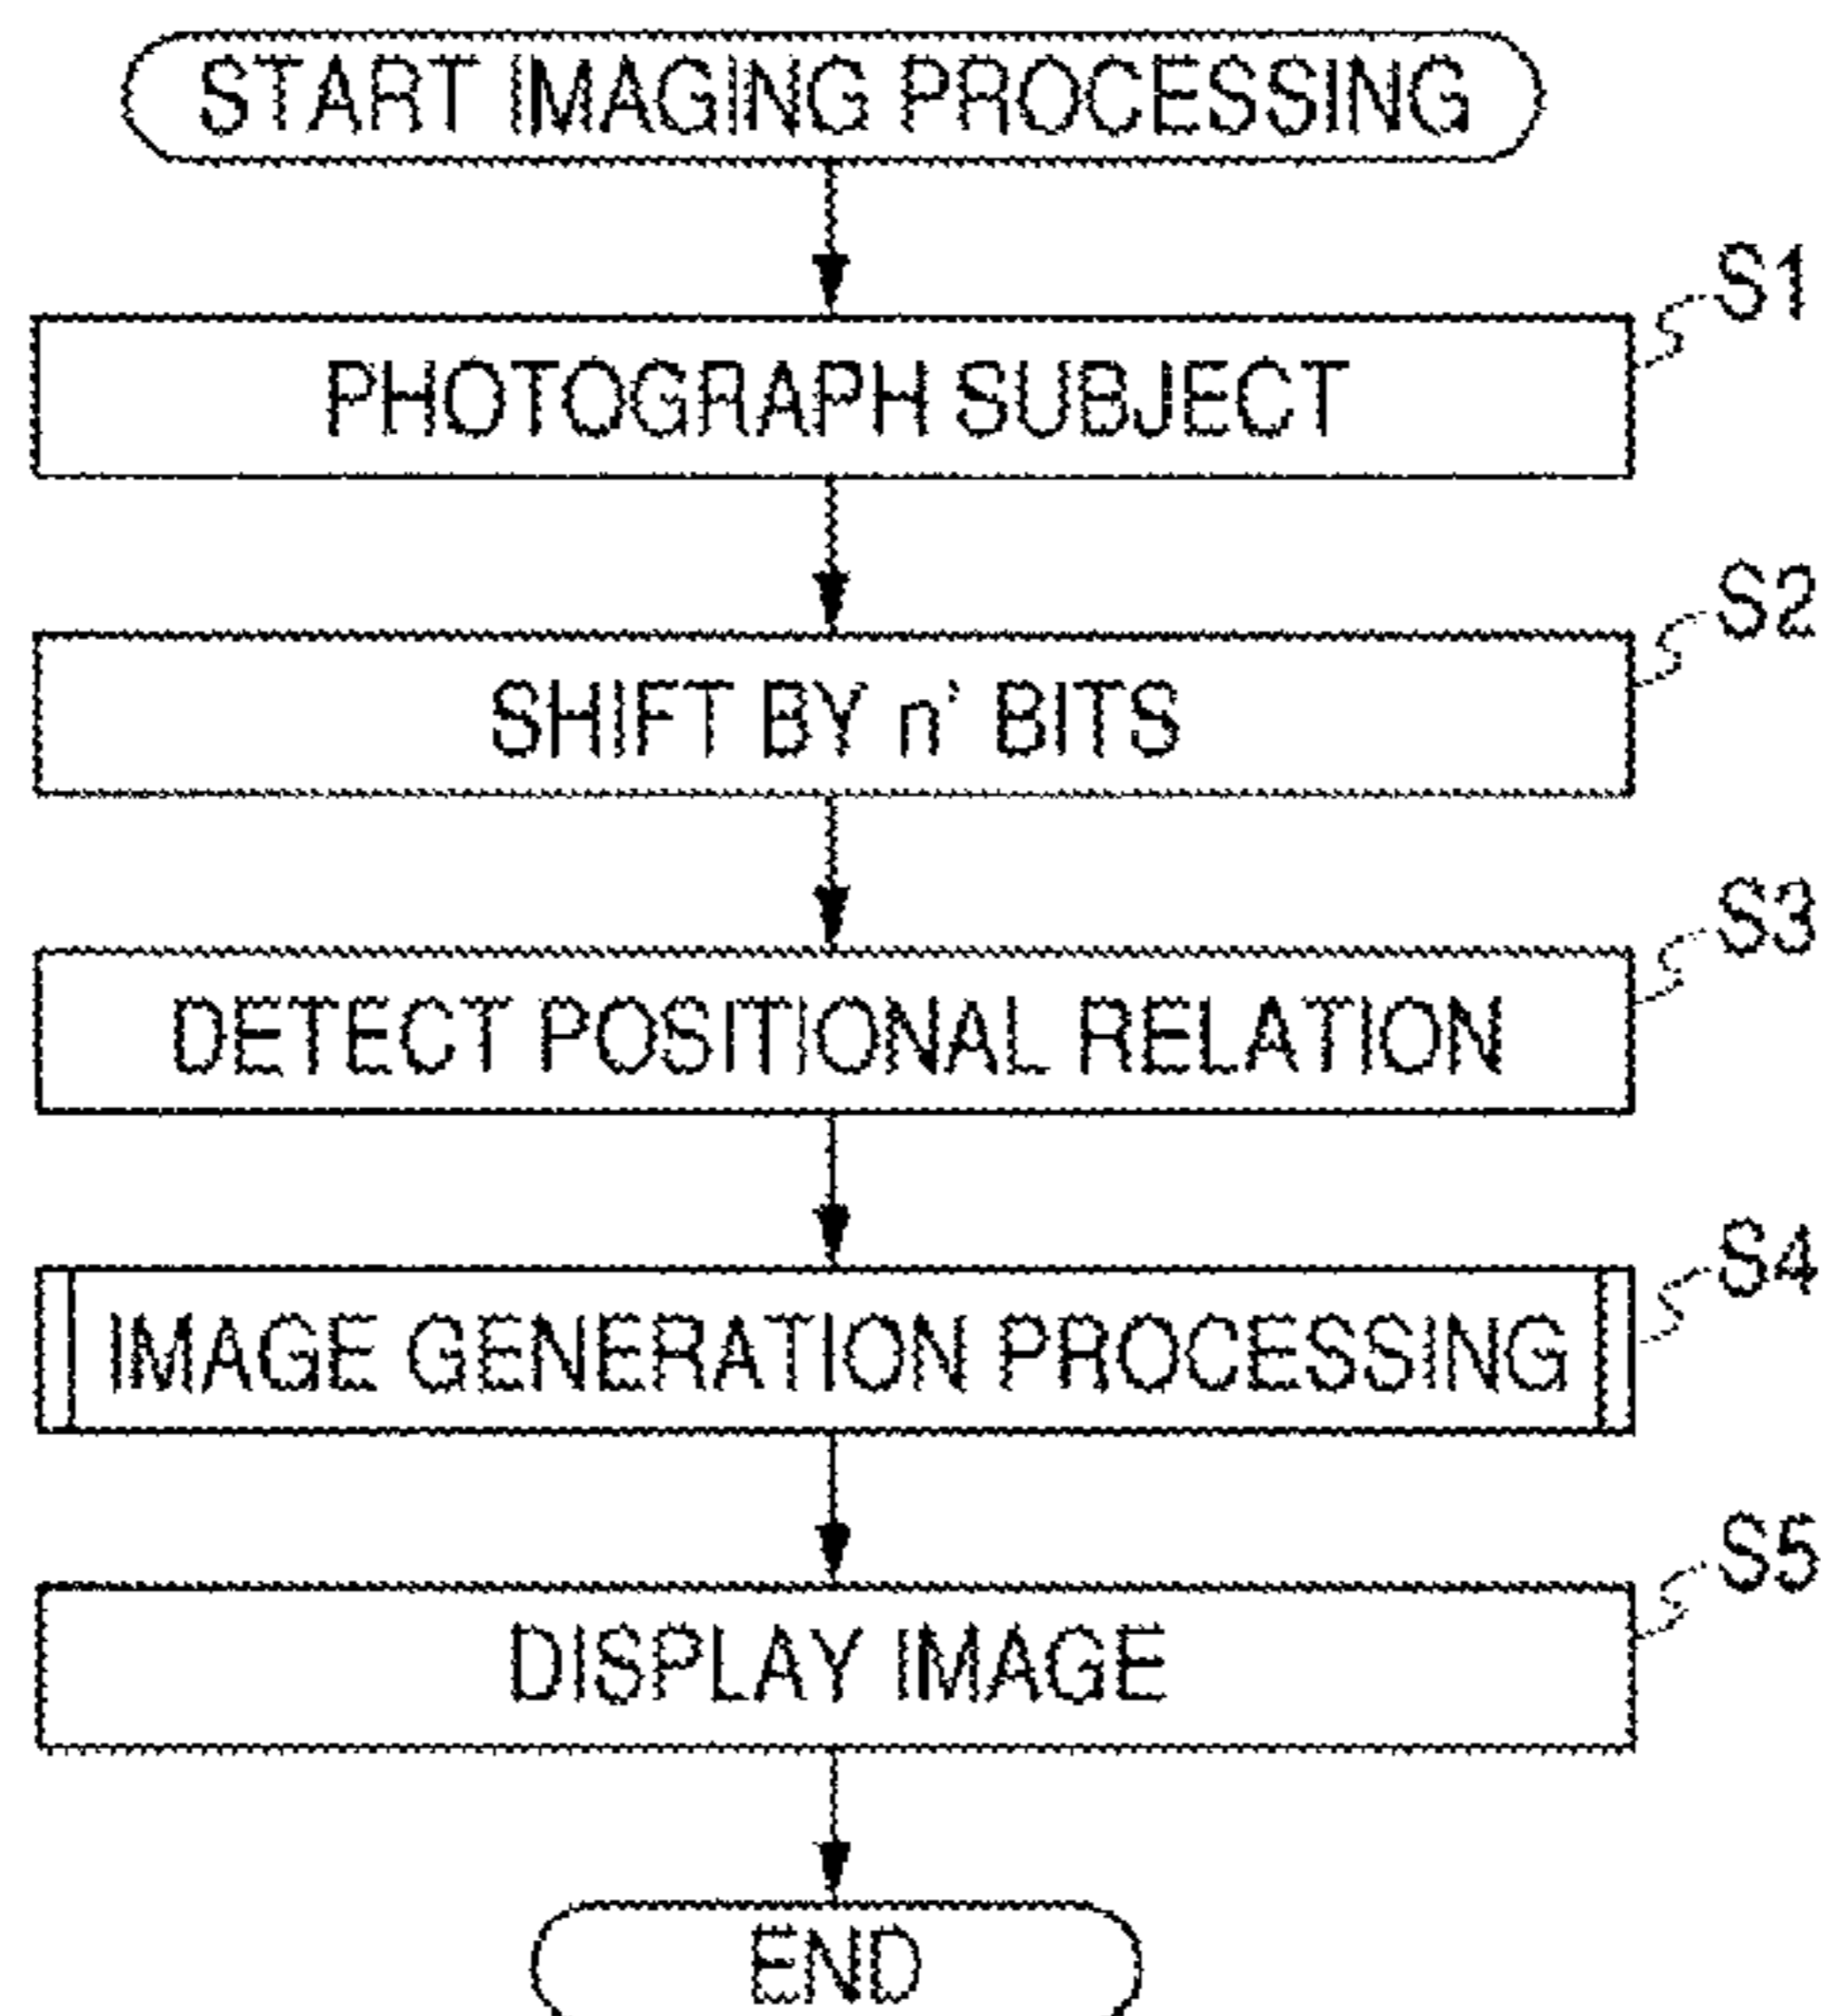 START IMAGING PROCESSING
S1
PHOTOGRAPH SUBJECT
S2
SHIFT BY n' BITS
S3
DETECT POSITIONAL RELATION
S4
IMAGE GENERATION PROCESSING
S5
DISPLAY IMAGE
END